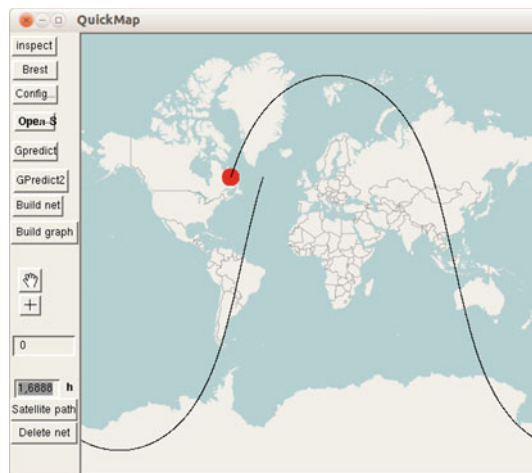 QuickMap
inspect
Brest
Config...
Open-S
Gpredict
GPredict2
Build net
Build graph
0
1,6888 h
Satellite path
Delete net